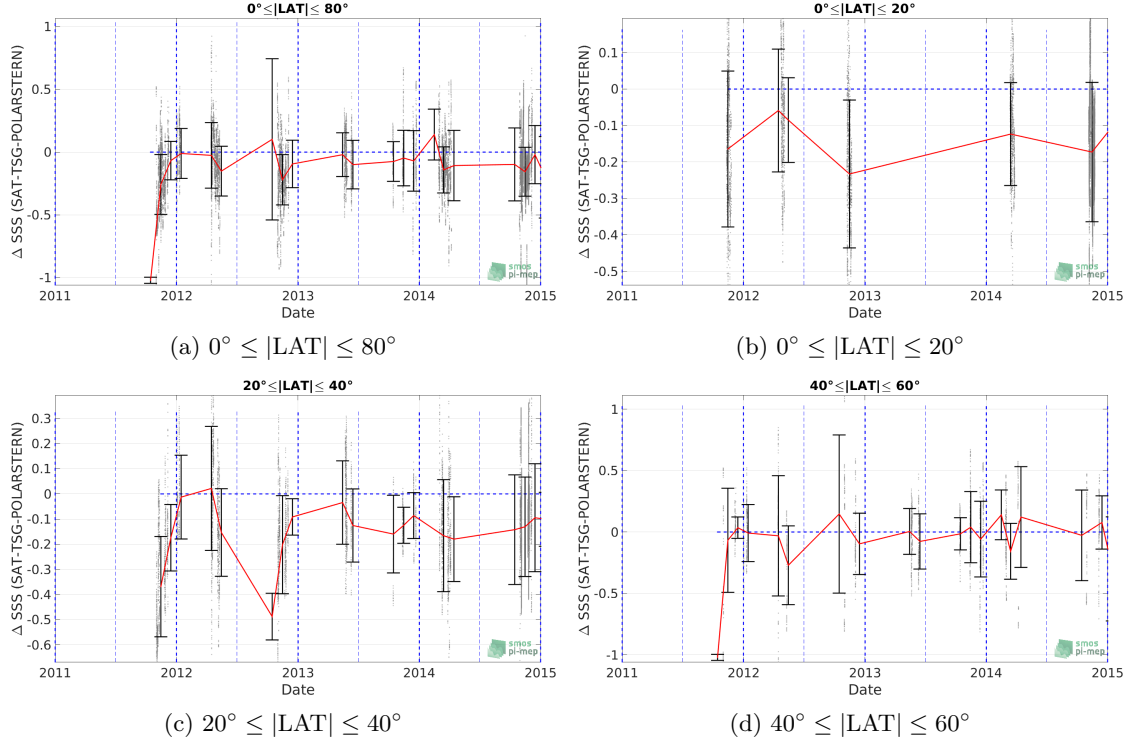 0°≤|LAT|≤ 80°
Δ SSS (SAT-TSG-POLARSTERN)
1
0.5
0
-0.5
-1
2011 2012 2013 2014 2015
Date
smos
pi-mep
(a) 0° ≤ |LAT| ≤ 80°
0°≤|LAT|≤ 20°
Δ SSS (SAT-TSG-POLARSTERN)
0.1
0
-0.1
-0.2
-0.3
-0.4
-0.5
2011 2012 2013 2014 2015
Date
smos
pi-mep
(b) 0° ≤ |LAT| ≤ 20°
20°≤|LAT|≤ 40°
Δ SSS (SAT-TSG-POLARSTERN)
0.3
0.2
0.1
0
-0.1
-0.2
-0.3
-0.4
-0.5
-0.6
2011 2012 2013 2014 2015
Date
smos
pi-mep
(c) 20° ≤ |LAT| ≤ 40°
40°≤|LAT|≤ 60°
Δ SSS (SAT-TSG-POLARSTERN)
1
0.5
0
-0.5
-1
2011 2012 2013 2014 2015
Date
smos
pi-mep
(d) 40° ≤ |LAT| ≤ 60°